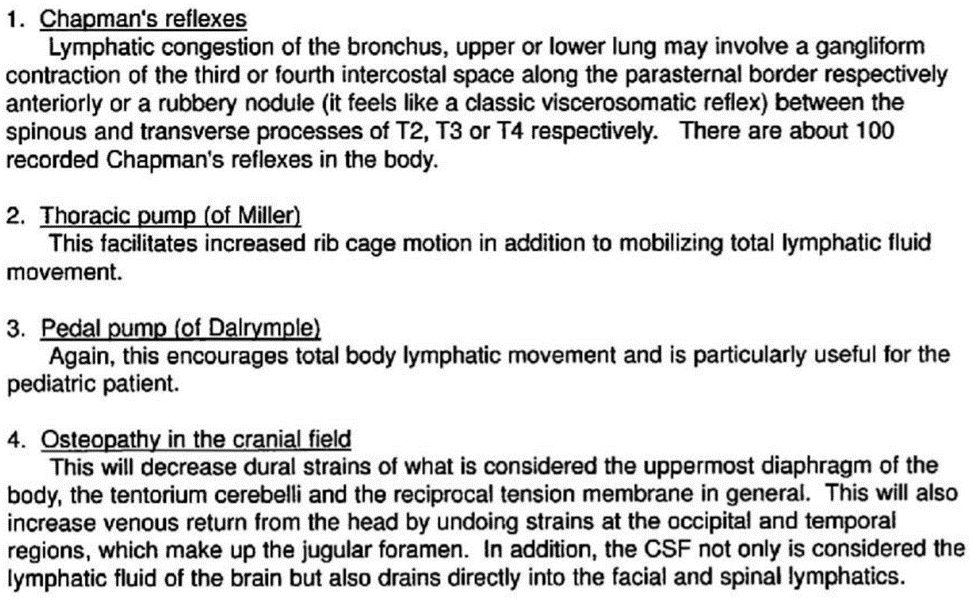 1. Chapman's reflexes
Lymphatic congestion of the bronchus, upper or lower lung may involve a gangliform
contraction of the third or fourth intercostal space along the parasternal border respectively
anteriorly or a rubbery nodule (it feels like a classic viscerosomatic reflex) between the
spinous and transverse processes of T2, T3 or T4 respectively. There are about 100
recorded Chapman's reflexes in the body.
2. Thoracic pump (of Miller)
This facilitates increased rib cage motion in addition to mobilizing total lymphatic fluid
movement.
3. Pedal pump (of Dalrymple)
Again, this encourages total body lymphatic movement and is particularly useful for the
pediatric patient.
4. Osteopathy in the cranial field
This will decrease dural strains of what is considered the uppermost diaphragm of the
body, the tentorium cerebelli and the reciprocal tension membrane in general. This will also
increase venous return from the head by undoing strains at the occipital and temporal
regions, which make up the jugular foramen. In addition, the CSF not only is considered the
lymphatic fluid of the brain but also drains directly into the facial and spinal lymphatics.